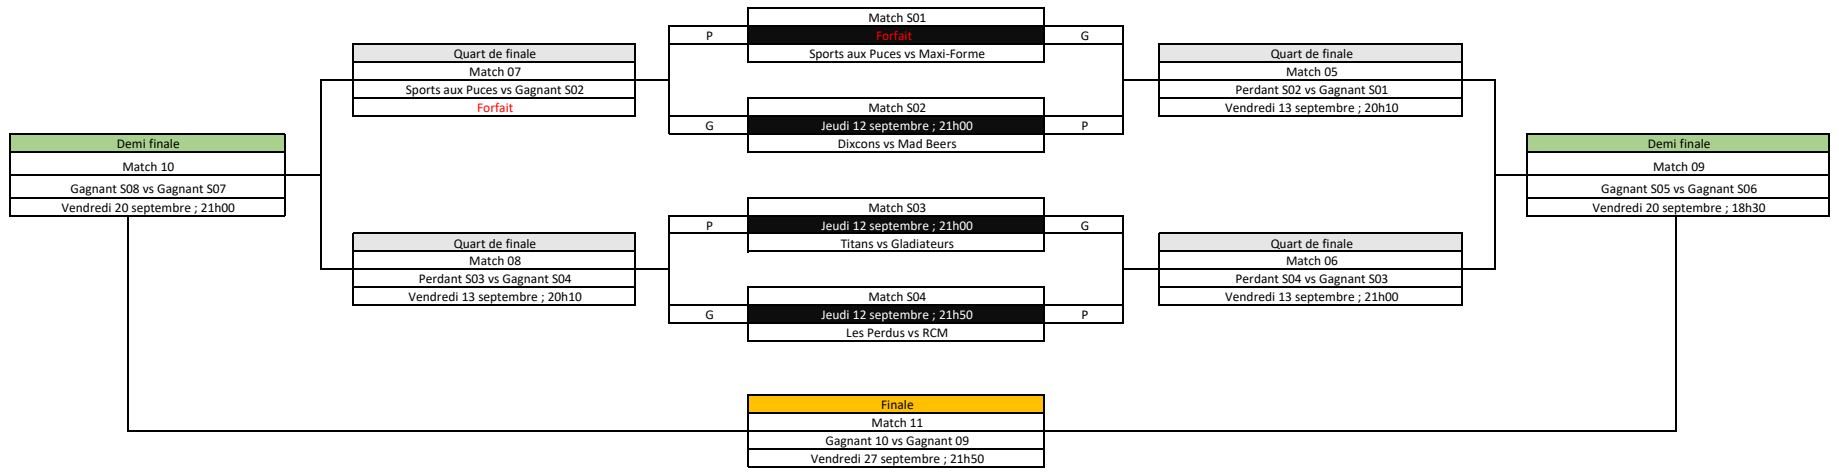 Match S01
P
Forfait
G
Sports aux Puces vs Maxi-Forme
Quart de finale
Match 07
Sports aux Puces vs Gagnant S02
Forfait
Quart de finale
Match 05
Perdant S02 vs Gagnant S01
Vendredi 13 septembre ; 20h10
Match S02
G
Jeudi 12 septembre ; 21h00
P
Dixcons vs Mad Beers
Demi finale
Match 10
Gagnant S08 vs Gagnant S07
Vendredi 20 septembre ; 21h00
Demi finale
Match 09
Gagnant S05 vs Gagnant S06
Vendredi 20 septembre ; 18h30
Match S03
P
Jeudi 12 septembre ; 21h00
G
Titans vs Gladiateurs
Quart de finale
Match 08
Perdant S03 vs Gagnant S04
Vendredi 13 septembre ; 20h10
Quart de finale
Match 06
Perdant S04 vs Gagnant S03
Vendredi 13 septembre ; 21h00
Match S04
G
Jeudi 12 septembre ; 21h50
P
Les Perdus vs RCM
Finale
Match 11
Gagnant 10 vs Gagnant 09
Vendredi 27 septembre ; 21h50